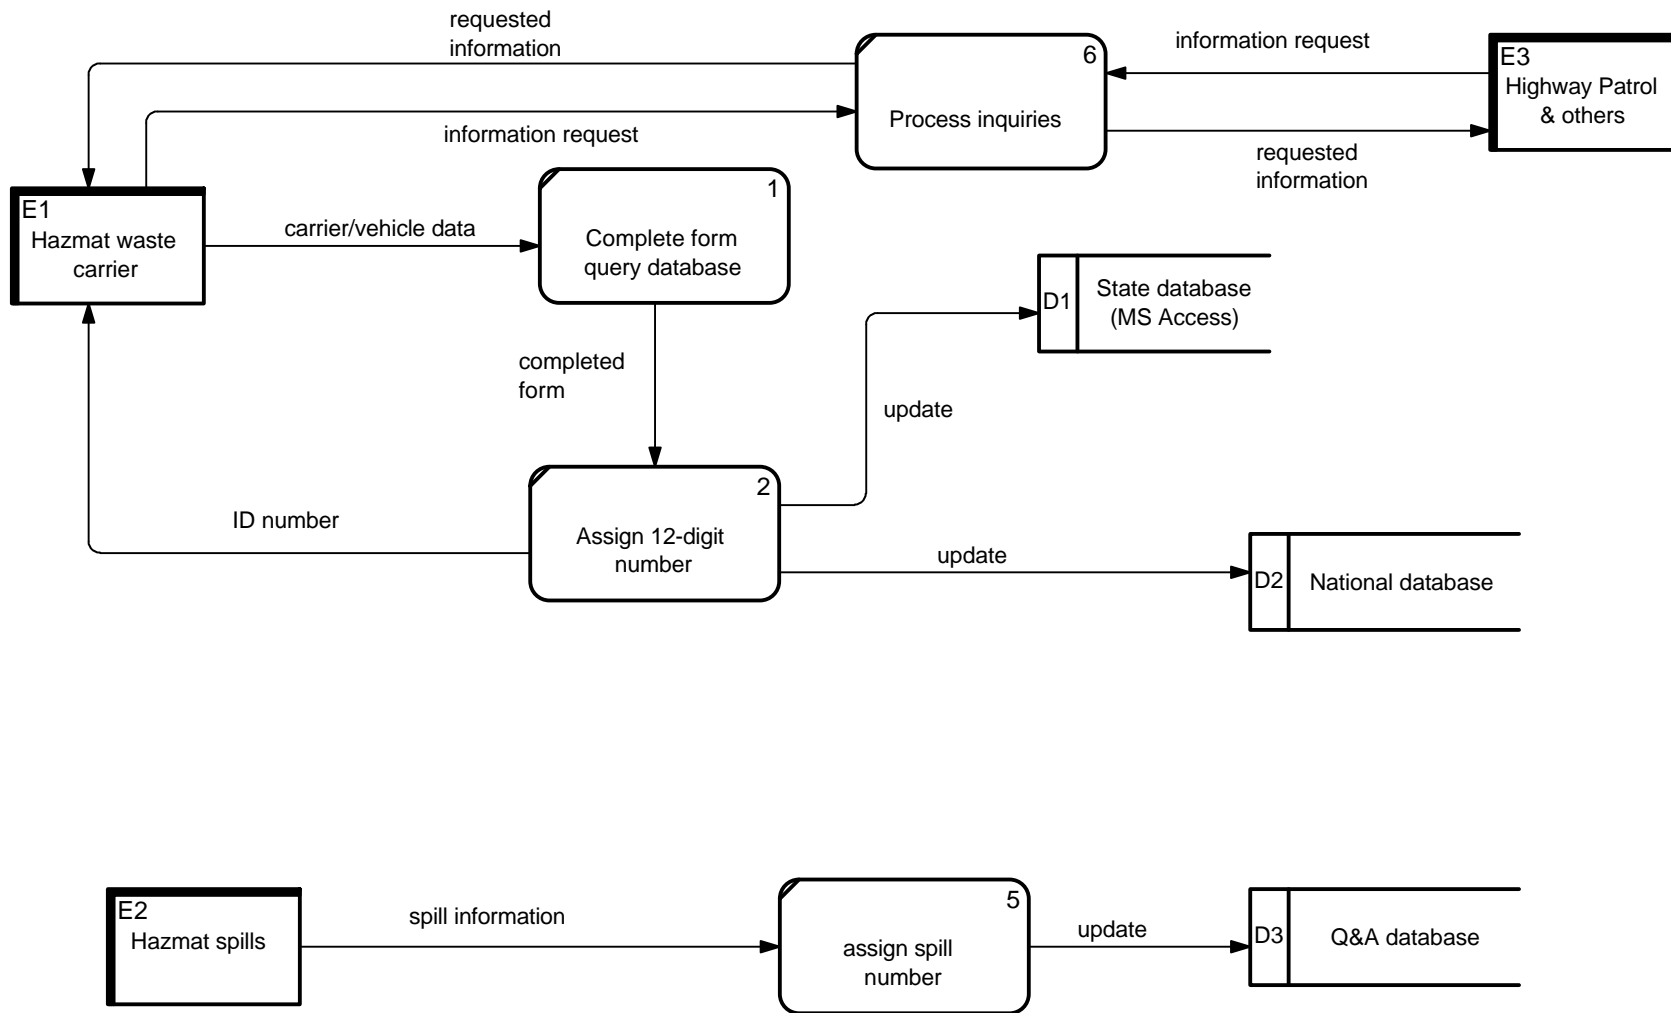 requested
information
6
information request
E3
Highway Patrol
& others
Process inquiries
information request
requested
information
1
E1
Hazmat waste
carrier
carrier/vehicle data
Complete form
query database
D1
State database
(MS Access)
completed
form
update
2
ID number
Assign 12-digit
number
update
D2
National database
E2
Hazmat spills
spill information
5
assign spill
number
update
D3
Q&A database